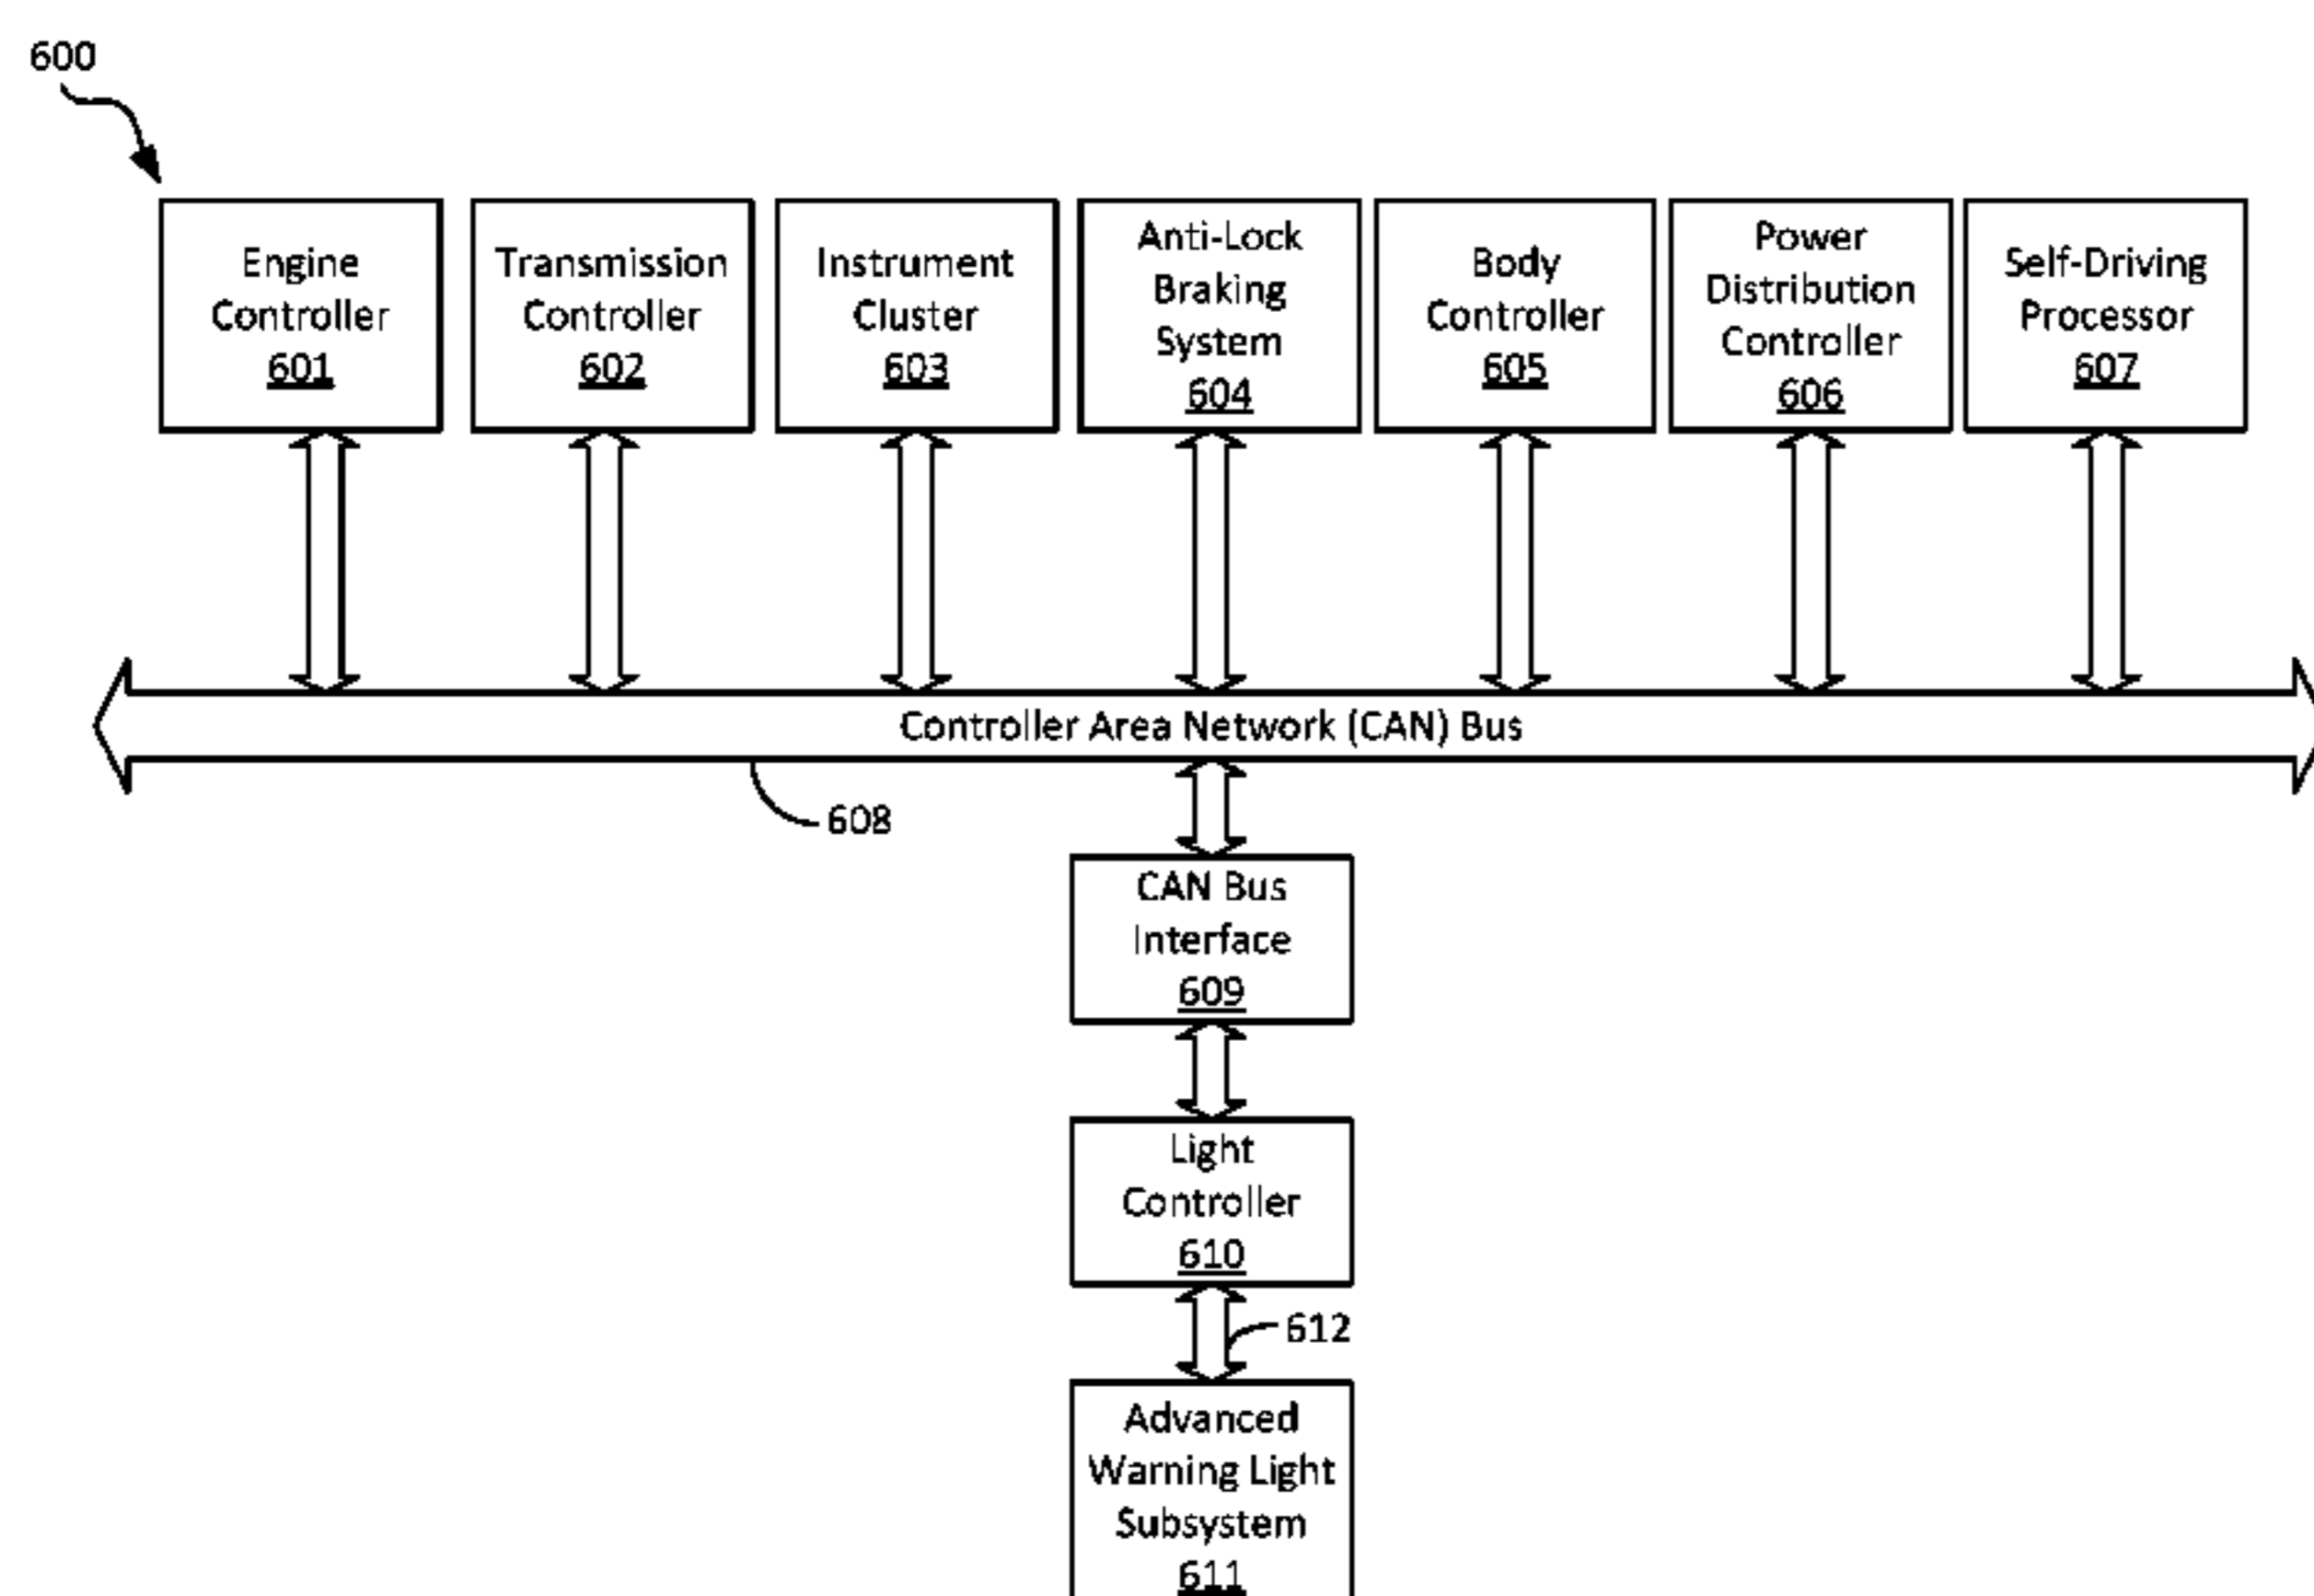 600
Engine
Controller
601
Transmission
Controller
602
Instrument
Cluster
603
Anti-Lock
Braking
System
604
Body
Controller
605
Power
Distribution
Controller
606
Self-Driving
Processor
607
Controller Area Network (CAN) Bus
608
CAN Bus
Interface
609
Light
Controller
610
612
Advanced
Warning Light
Subsystem
611